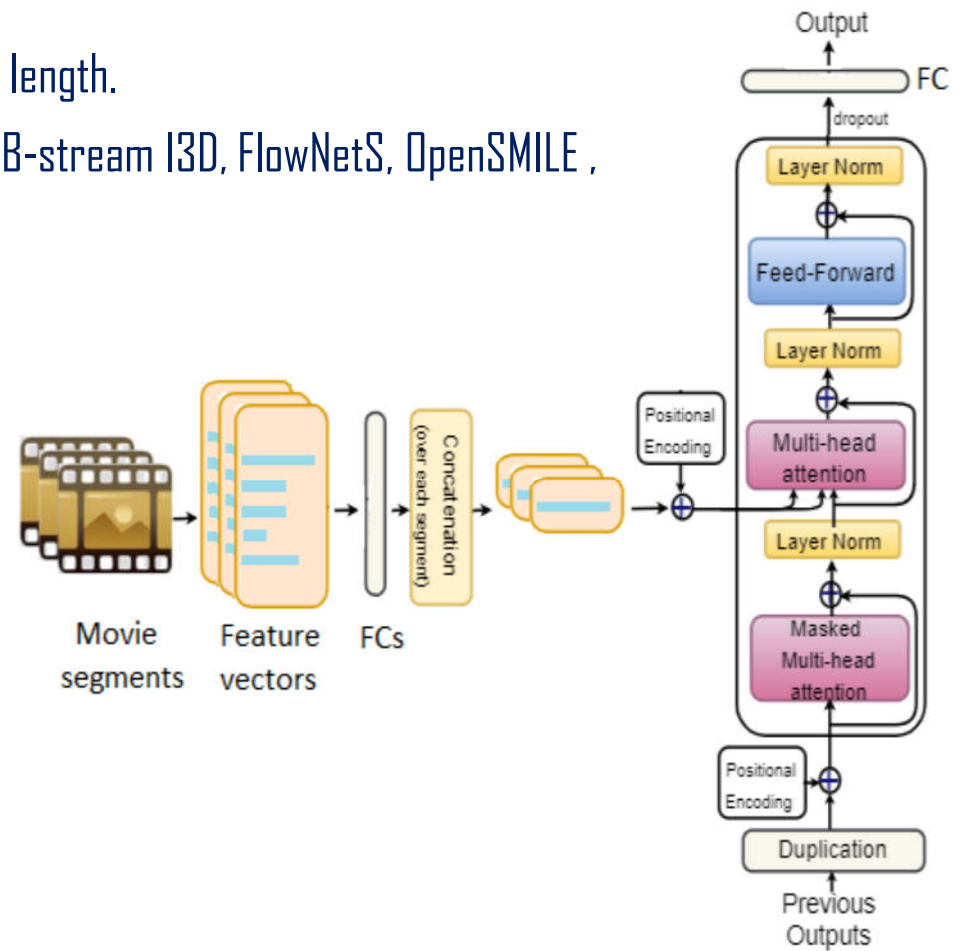 length.
B-stream I3D, FlowNetS, OpenSMILE ,
Output
FC
dropout
Layer Norm
Feed-Forward
Layer Norm
Multi-head
attention
Layer Norm
Masked
Multi-head
attention
Positional
Encoding
Positional
Encoding
Duplication
Previous
Outputs
Concatenation
(over each segment)
Movie
segments
Feature
vectors
FCs